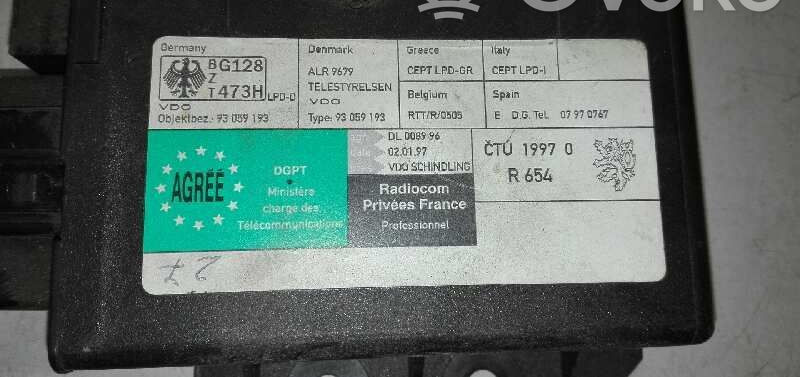 Germany
BG128
Z
T473H LPD-D
VDO
Objektbez.: 93 059 193
Denmark
ALR 9679
TELESTYRELSEN
VDO
Type: 93 059 193
Greece
CEPT LPD-GR
Italy
CEPT LPD-I
Belgium
RTT/R/0505
Spain
E D.G. Tel. 07 97 0767
AGRÉÉ
DGPT
Ministère
chargé des
Télécommunications
DL 0089 96
02.01.97
VDO SCHINDLING
Radiocom
Privées France
Professionnel
ČTÚ 1997 0
R 654
27